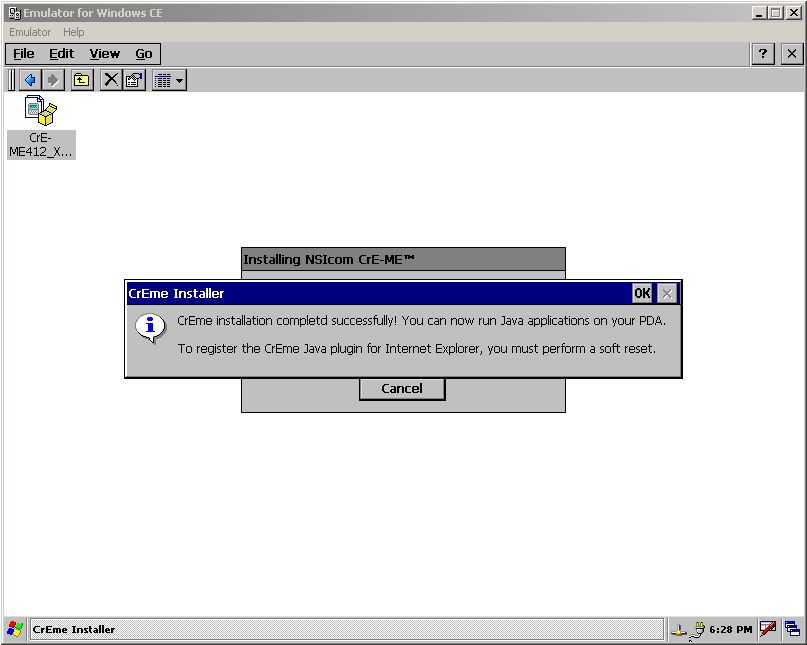 Emulator for Windows CE
Emulator Help
File Edit View Go ?
CrE-
ME412_X...
Installing NSIcom CrE-ME™
CrEme Installer OK
CrEme installation completd successfully! You can now run Java applications on your PDA.
To register the CrEme Java plugin for Internet Explorer, you must perform a soft reset.
Cancel
CrEme Installer 6:28 PM